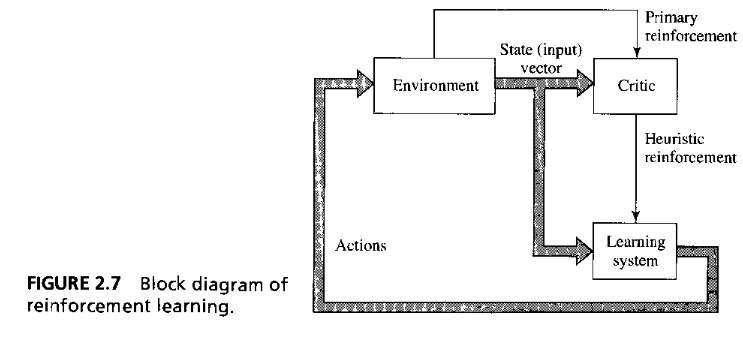 Primary
reinforcement
State (input)
vector
Environment
Critic
Heuristic
reinforcement
Actions
Learning
system
FIGURE 2.7 Block diagram of
reinforcement learning.